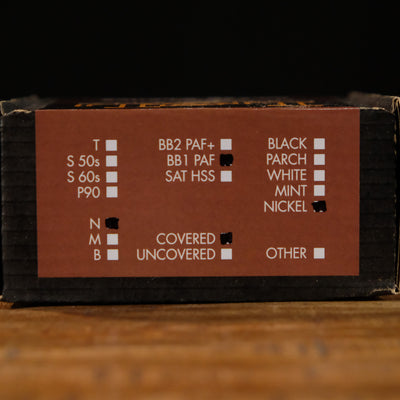 T
S 50s
S 60s
P90
N
M
B
BB2 PAF+
BB1 PAF
SAT HSS
COVERED
UNCOVERED
BLACK
PARCH
WHITE
MINT
NICKEL
OTHER